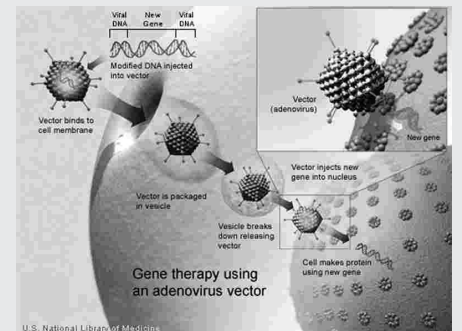 Viral DNA
New Gene
Viral DNA
Modified DNA injected
into vector
Vector binds to
cell membrane
Vector
(adenovirus)
New gene
Vector is packaged
in vesicle
Vector injects new
gene into nucleus
Vesicle breaks
down releasing
vector
Cell makes protein
using new gene
Gene therapy using
an adenovirus vector
U.S. National Library of Medicine